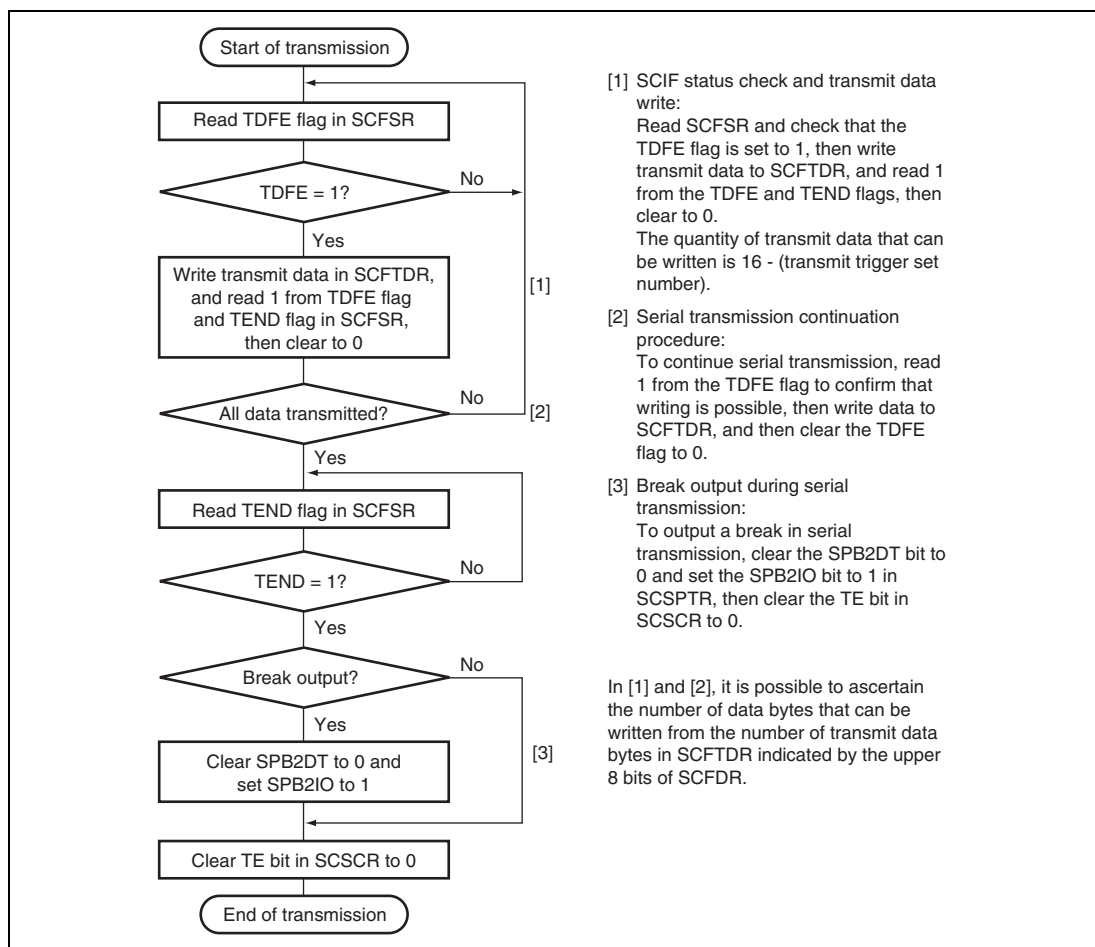 Start of transmission
Read TDFE flag in SCFSR
TDFE = 1?
No
Yes
Write transmit data in SCFTDR,
and read 1 from TDFE flag
and TEND flag in SCFSR,
then clear to 0
[1]
All data transmitted?
No
[2]
Yes
Read TEND flag in SCFSR
TEND = 1?
No
Yes
Break output?
No
Yes
Clear SPB2DT to 0 and
set SPB2IO to 1
[3]
Clear TE bit in SCSCR to 0
End of transmission
[1] SCIF status check and transmit data
write:
Read SCFSR and check that the
TDFE flag is set to 1, then write
transmit data to SCFTDR, and read 1
from the TDFE and TEND flags, then
clear to 0.
The quantity of transmit data that can
be written is 16 - (transmit trigger set
number).
[2] Serial transmission continuation
procedure:
To continue serial transmission, read
1 from the TDFE flag to confirm that
writing is possible, then write data to
SCFTDR, and then clear the TDFE
flag to 0.
[3] Break output during serial
transmission:
To output a break in serial
transmission, clear the SPB2DT bit to
0 and set the SPB2IO bit to 1 in
SCSPTR, then clear the TE bit in
SCSCR to 0.
In [1] and [2], it is possible to ascertain
the number of data bytes that can be
written from the number of transmit data
bytes in SCFTDR indicated by the upper
8 bits of SCFDR.